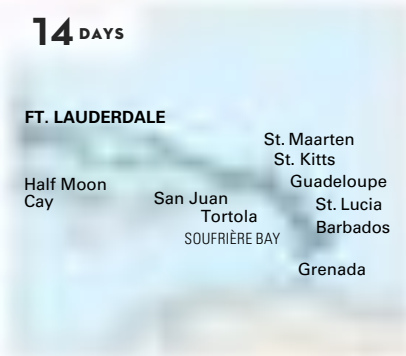 14 DAYS
FT. LAUDERDALE
St. Maarten
St. Kitts
Half Moon
Cay
Guadeloupe
San Juan
St. Lucia
Tortola
Barbados
SOUFRIÈRE BAY
Grenada